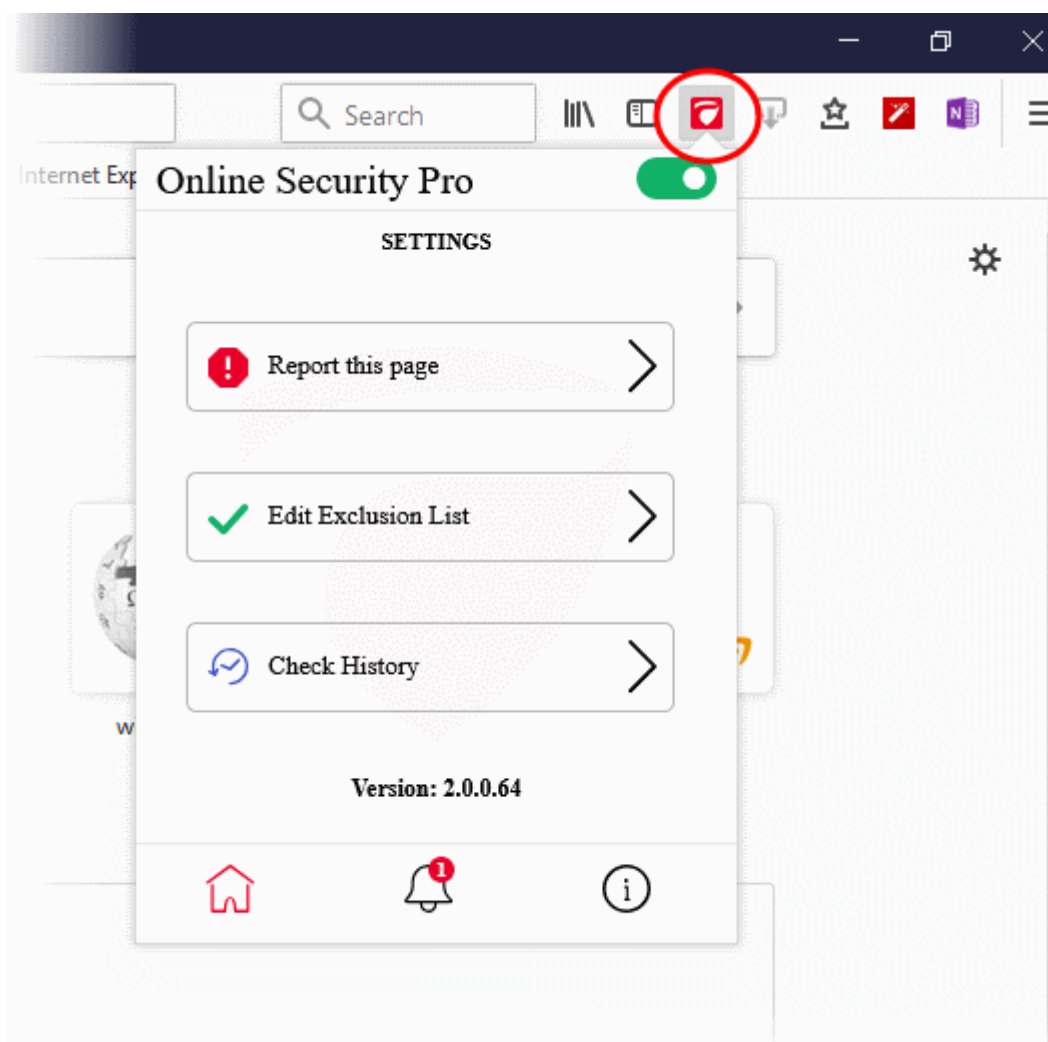 Search
Internet Exp
Online Security Pro
SETTINGS
Report this page
Edit Exclusion List
Check History
w
Version: 2.0.0.64
1